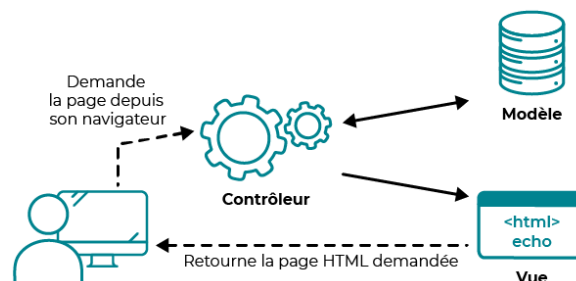 Demande
la page depuis
son navigateur
Modèle
Contrôleur
<html>
echo
Retourne la page HTML demandée
Vue